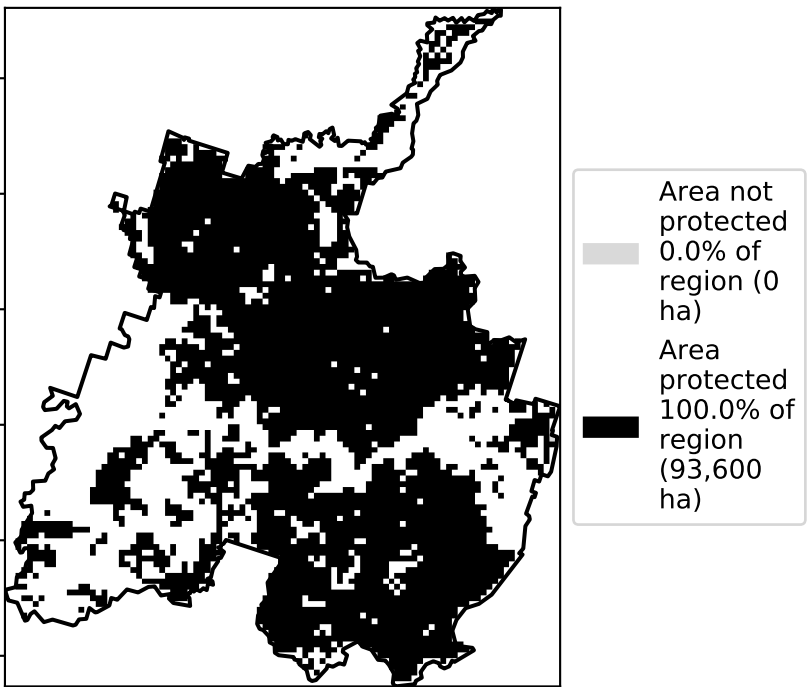 Area not
protected
0.0% of
region (0
ha)
Area
protected
100.0% of
region
(93,600
ha)